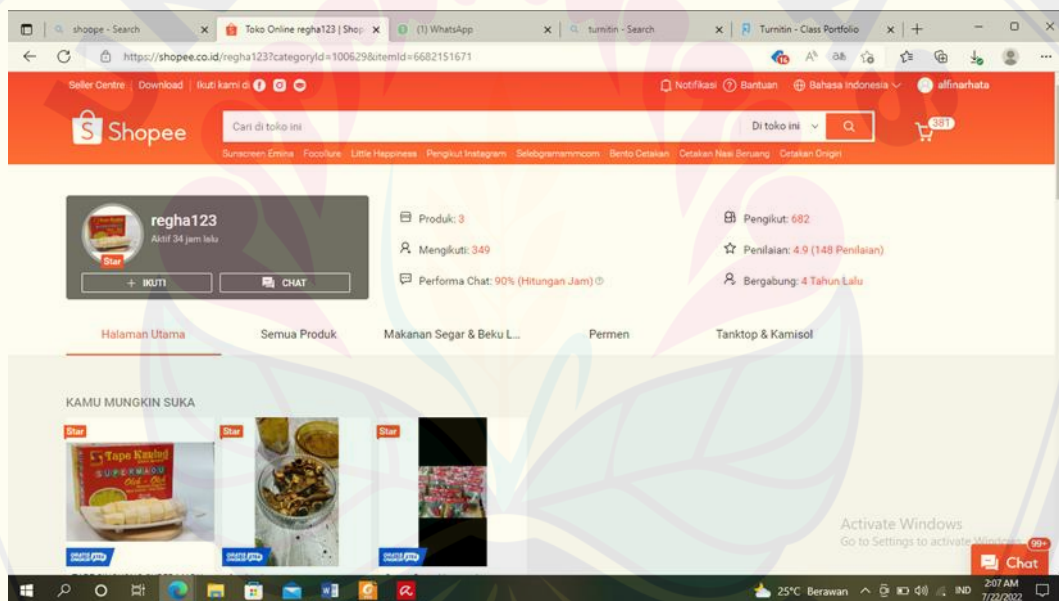 shoppe - Search
Toko Online regha123 | Shop
(1) WhatsApp
turnitin - Search
Turnitin - Class Portfolio
https://shopee.co.id/regha123?categoryId=100629&itemId=6682151671
Seller Centre | Download | Ikuti kami di
Notifikasi Bantuan Bahasa Indonesia alfinarhata
Shopee
Cari di toko ini
Di toko ini
381
Sunscreen Emina Focallure Little Happiness Pengikut Instagram Selebgramammcom Bento Cetakan Cetakan Nasi Beruang Cetakan Onigiri
regha123
Aktif 34 jam lalu
Star
+ IKUTI
CHAT
Produk: 3
Mengikuti: 349
Performa Chat: 90% (Hitungan Jam)
Pengikut: 682
Penilaian: 4.9 (148 Penilaian)
Bergabung: 4 Tahun Lalu
Halaman Utama
Semua Produk
Makanan Segar & Beku L...
Permen
Tanktop & Kamisol
KAMU MUNGKIN SUKA
Star
Star
Star
SUPERMADU
Activate Windows
Go to Settings to activate Windows.
99+
Chat
25°C Berawan
IND
2:07 AM
7/22/2022